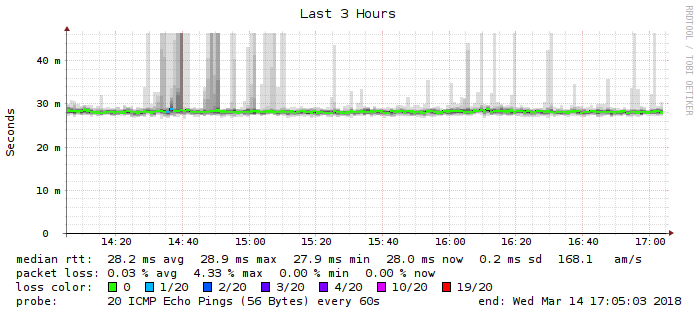 Last 3 Hours
RRDTOOL / TOBI OETIKER
Seconds
40 m
30 m
20 m
10 m
0
14:20 14:40 15:00 15:20 15:40 16:00 16:20 16:40 17:00
median rtt: 28.2 ms avg 28.9 ms max 27.9 ms min 28.0 ms now 0.2 ms sd 168.1 am/s
packet loss: 0.03 % avg 4.33 % max 0.00 % min 0.00 % now
loss color: 0 1/20 2/20 3/20 4/20 10/20 19/20
probe: 20 ICMP Echo Pings (56 Bytes) every 60s end: Wed Mar 14 17:05:03 2018